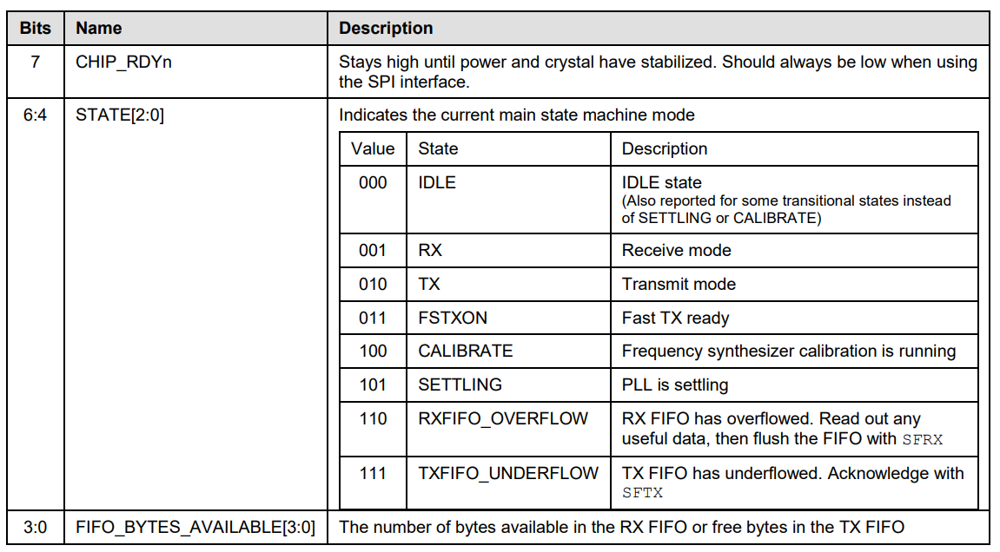 Bits Name Description
7 CHIP_RDYn Stays high until power and crystal have stabilized. Should always be low when using
the SPI interface.
6:4 STATE[2:0] Indicates the current main state machine mode
Value State Description
000 IDLE IDLE state
(Also reported for some transitional states instead
of SETTLING or CALIBRATE)
001 RX Receive mode
010 TX Transmit mode
011 FSTXON Fast TX ready
100 CALIBRATE Frequency synthesizer calibration is running
101 SETTLING PLL is settling
110 RXFIFO_OVERFLOW RX FIFO has overflowed. Read out any
useful data, then flush the FIFO with SFRX
111 TXFIFO_UNDERFLOW TX FIFO has underflowed. Acknowledge with
SFTX
3:0 FIFO_BYTES_AVAILABLE[3:0] The number of bytes available in the RX FIFO or free bytes in the TX FIFO